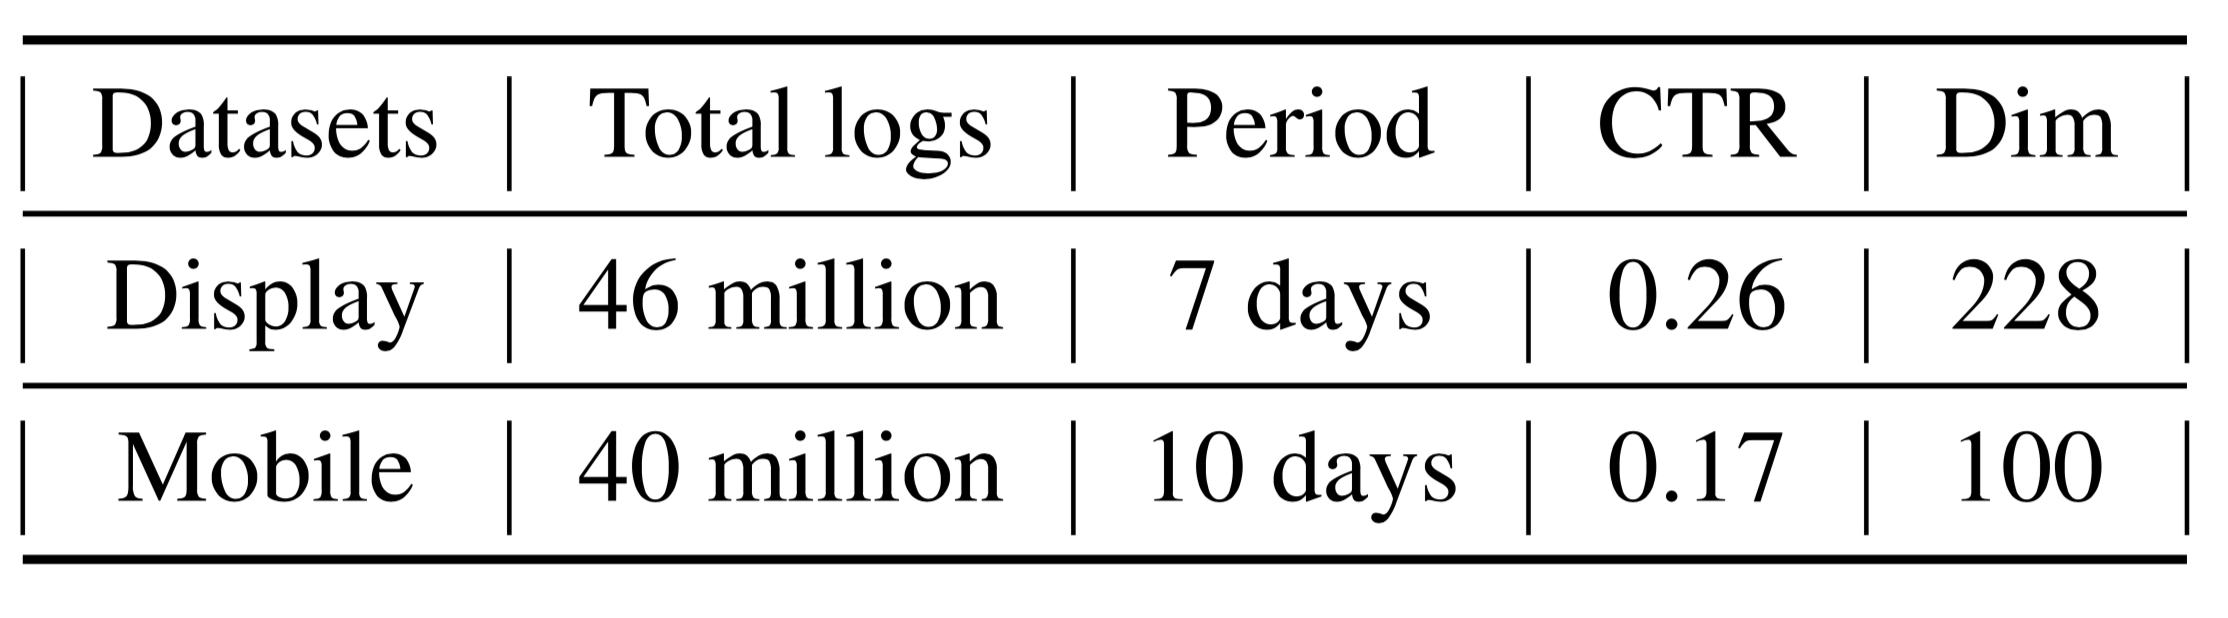 Datasets Total logs Period CTR Dim
Display 46 million 7 days 0.26 228
Mobile 40 million 10 days 0.17 100